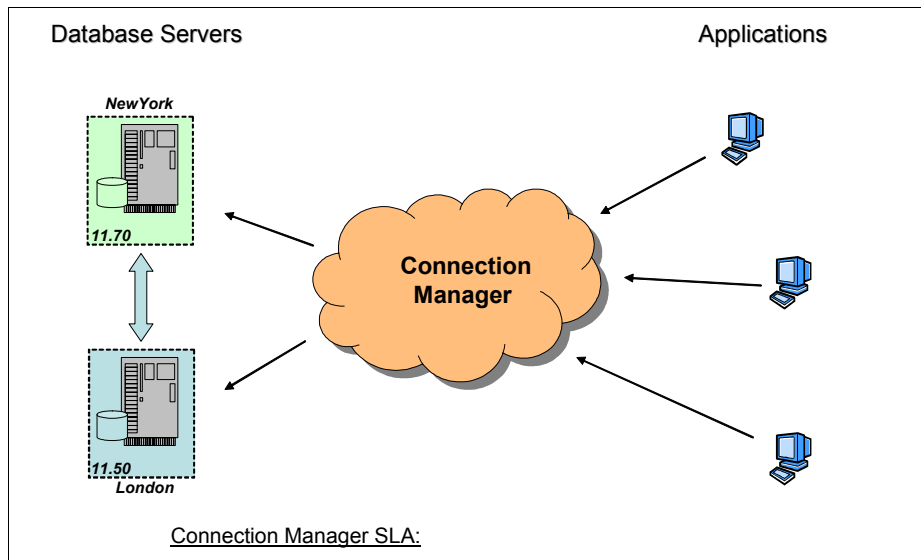 Database Servers
Applications
NewYork
11.70
Connection
Manager
11.50
London
Connection Manager SLA: